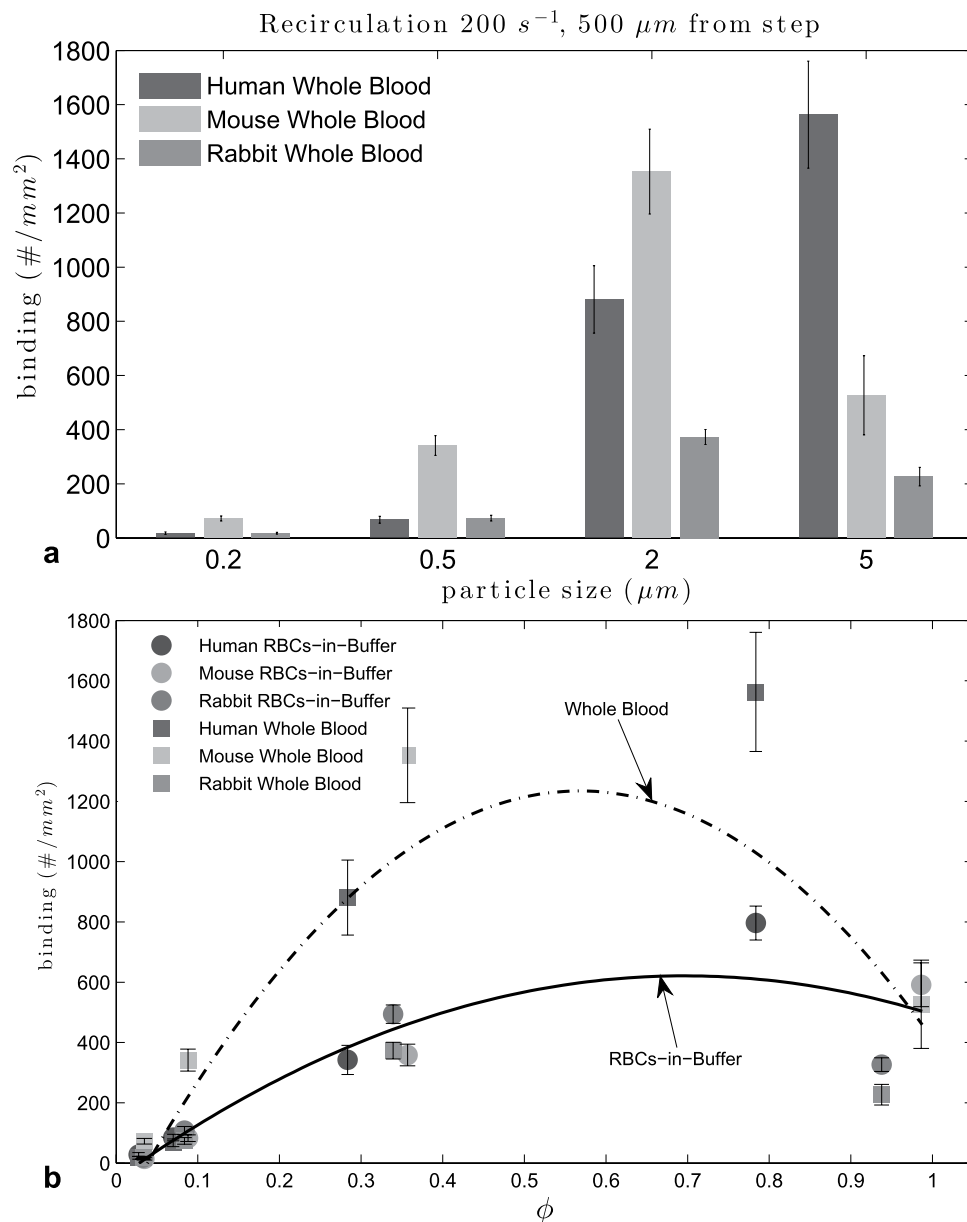 Recirculation 200 s⁻¹, 500 μm from step
binding (#/mm²)
1800
1600
1400
1200
1000
800
600
400
200
0
Human Whole Blood
Mouse Whole Blood
Rabbit Whole Blood
a
0.2 0.5 2 5
particle size (μm)
binding (#/mm²)
1800
1600
1400
1200
1000
800
600
400
200
0
Human RBCs-in-Buffer
Mouse RBCs-in-Buffer
Rabbit RBCs-in-Buffer
Human Whole Blood
Mouse Whole Blood
Rabbit Whole Blood
Whole Blood
RBCs-in-Buffer
b
0 0.1 0.2 0.3 0.4 0.5 0.6 0.7 0.8 0.9 1
ϕ